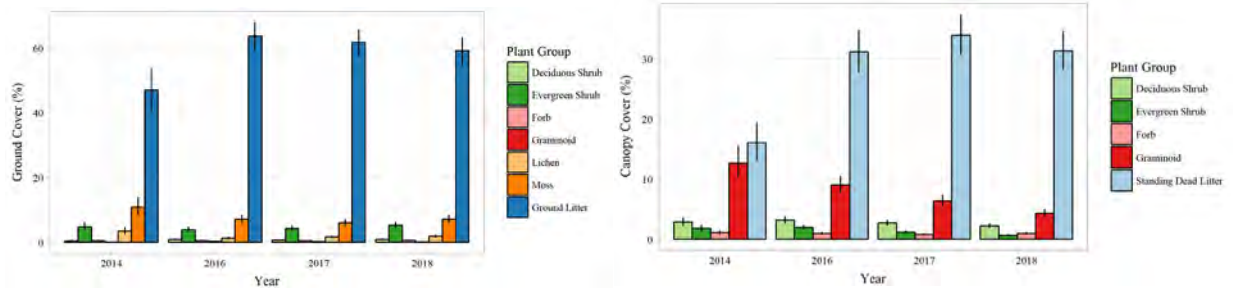 Ground Cover (%)
60
40
20
0
2014 2016 2017 2018
Year
Plant Group
Deciduous Shrub
Evergreen Shrub
Forb
Graminoid
Lichen
Moss
Ground Litter
Canopy Cover (%)
30
20
10
0
2014 2016 2017 2018
Year
Plant Group
Deciduous Shrub
Evergreen Shrub
Forb
Graminoid
Standing Dead Litter